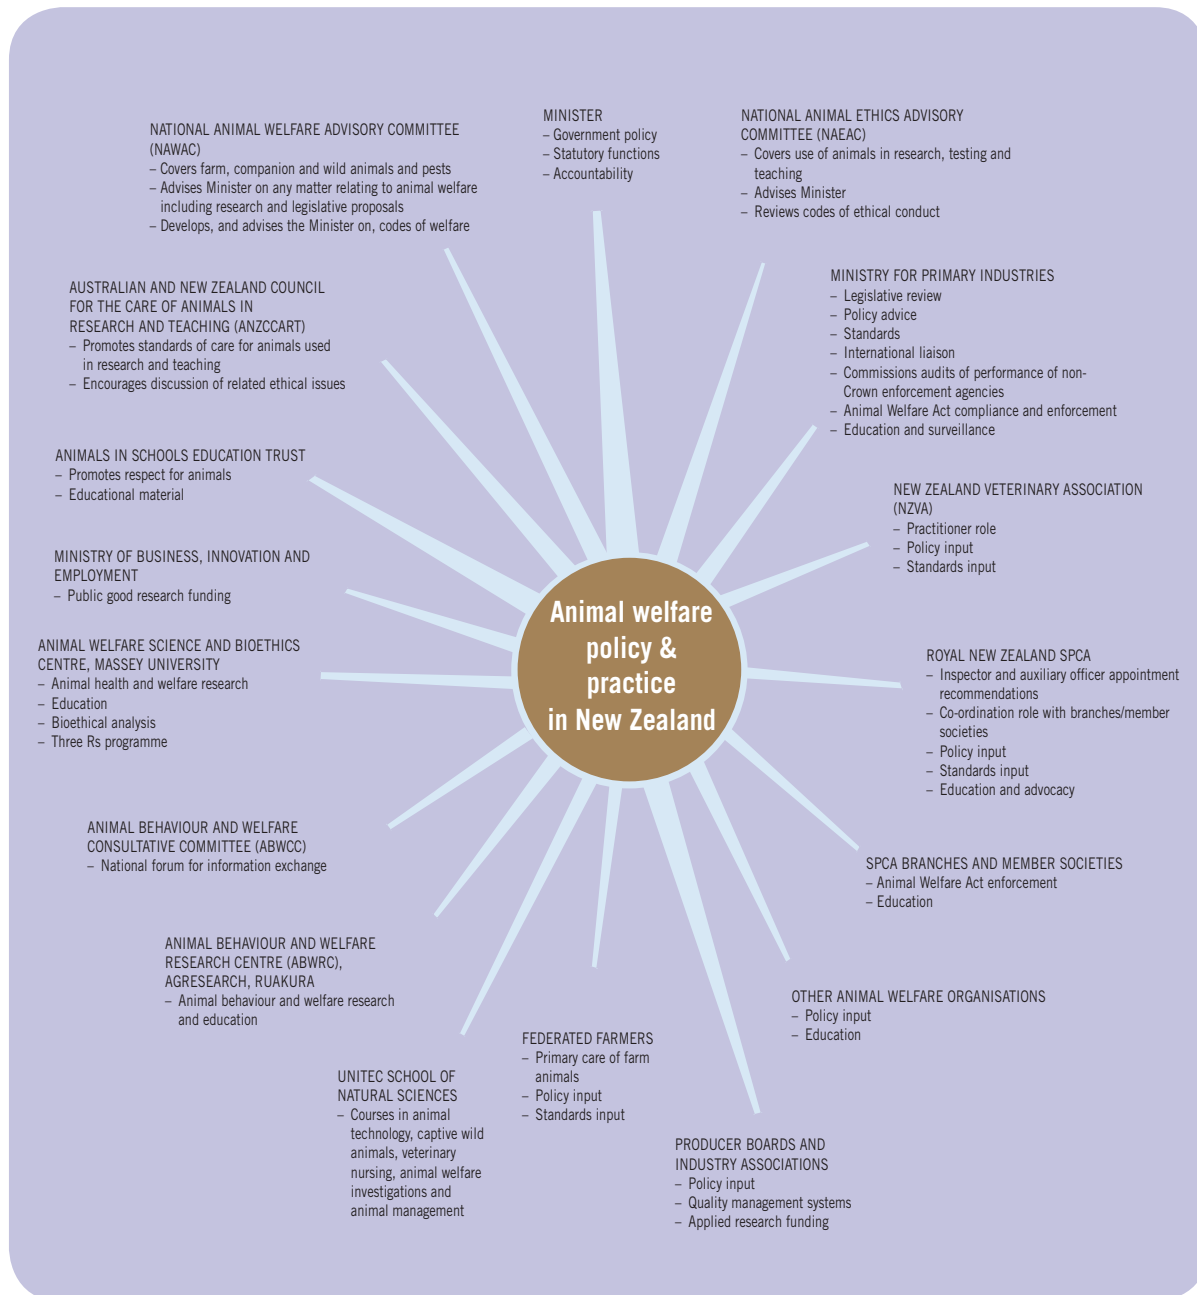 MINISTER
– Government policy
– Statutory functions
– Accountability
NATIONAL ANIMAL ETHICS ADVISORY
COMMITTEE (NAEAC)
– Covers use of animals in research, testing and
teaching
– Advises Minister
– Reviews codes of ethical conduct
MINISTRY FOR PRIMARY INDUSTRIES
– Legislative review
– Policy advice
– Standards
– International liaison
– Commissions audits of performance of non-
Crown enforcement agencies
– Animal Welfare Act compliance and enforcement
– Education and surveillance
NEW ZEALAND VETERINARY ASSOCIATION
(NZVA)
– Practitioner role
– Policy input
– Standards input
ROYAL NEW ZEALAND SPCA
– Inspector and auxiliary officer appointment
recommendations
– Co-ordination role with branches/member
societies
– Policy input
– Standards input
– Education and advocacy
SPCA BRANCHES AND MEMBER SOCIETIES
– Animal Welfare Act enforcement
– Education
OTHER ANIMAL WELFARE ORGANISATIONS
– Policy input
– Education
PRODUCER BOARDS AND
INDUSTRY ASSOCIATIONS
– Policy input
– Quality management systems
– Applied research funding
FEDERATED FARMERS
– Primary care of farm
animals
– Policy input
– Standards input
UNITEC SCHOOL OF
NATURAL SCIENCES
– Courses in animal
technology, captive wild
animals, veterinary
nursing, animal welfare
investigations and
animal management
ANIMAL BEHAVIOUR AND WELFARE
RESEARCH CENTRE (ABWRC),
AGRESEARCH, RUAKURA
– Animal behaviour and welfare research
and education
ANIMAL BEHAVIOUR AND WELFARE
CONSULTATIVE COMMITTEE (ABWCC)
– National forum for information exchange
ANIMAL WELFARE SCIENCE AND BIOETHICS
CENTRE, MASSEY UNIVERSITY
– Animal health and welfare research
– Education
– Bioethical analysis
– Three Rs programme
MINISTRY OF BUSINESS, INNOVATION AND
EMPLOYMENT
– Public good research funding
ANIMALS IN SCHOOLS EDUCATION TRUST
– Promotes respect for animals
– Educational material
AUSTRALIAN AND NEW ZEALAND COUNCIL
FOR THE CARE OF ANIMALS IN
RESEARCH AND TEACHING (ANZCCART)
– Promotes standards of care for animals used
in research and teaching
– Encourages discussion of related ethical issues
NATIONAL ANIMAL WELFARE ADVISORY COMMITTEE
(NAWAC)
– Covers farm, companion and wild animals and pests
– Advises Minister on any matter relating to animal welfare
including research and legislative proposals
– Develops, and advises the Minister on, codes of welfare
Animal welfare
policy &
practice
in New Zealand